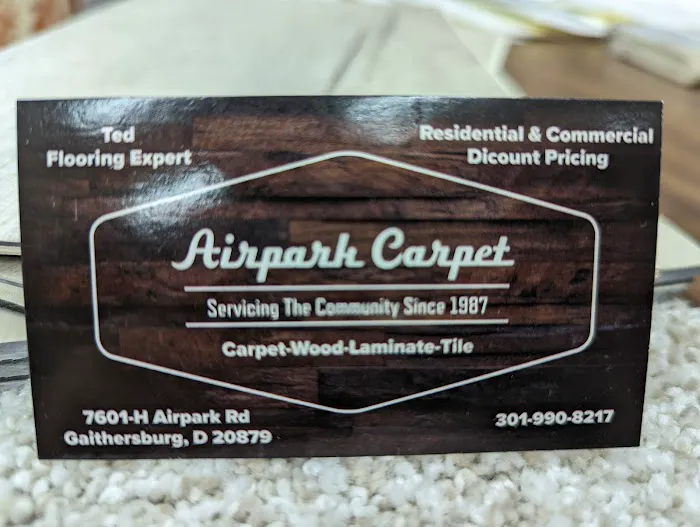 Ted
Flooring Expert
Residential & Commercial
Dicount Pricing
Airpark Carpet
Servicing The Community Since 1987
Carpet-Wood-Laminate-Tile
7601-H Airpark Rd
Gaithersburg, D 20879
301-990-8217